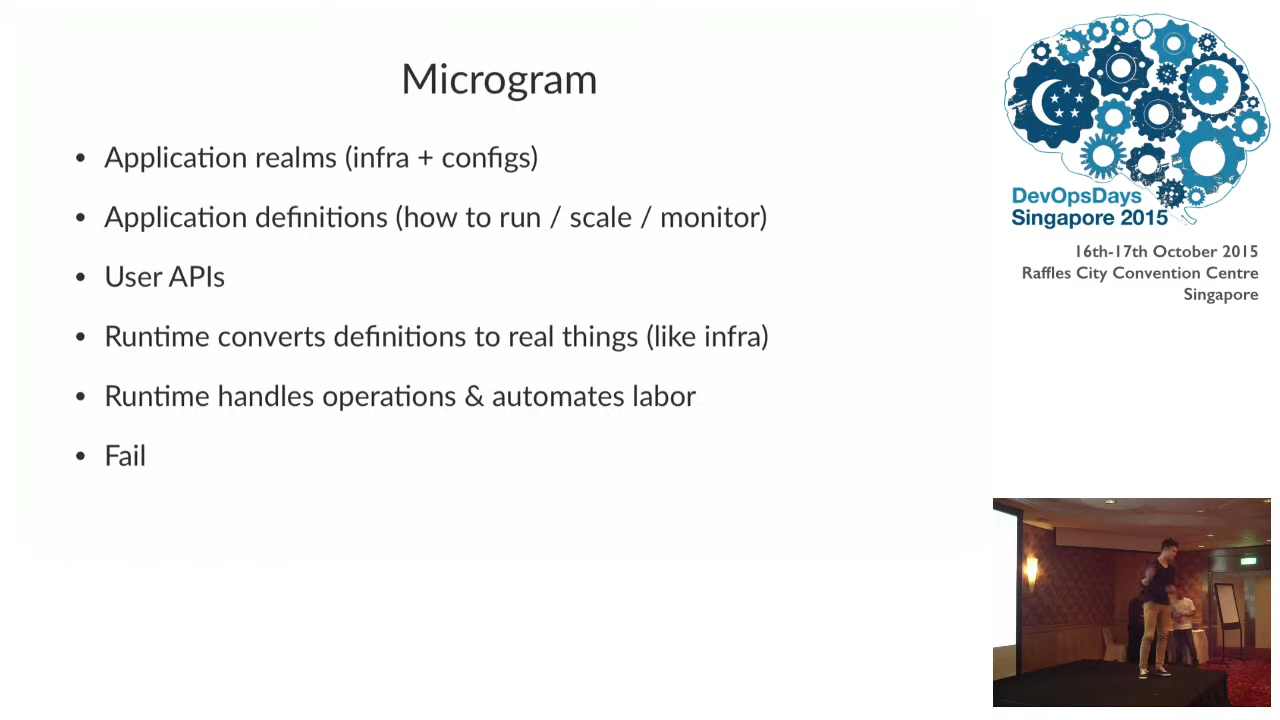 Microgram
• Application realms (infra + configs)
• Application definitions (how to run / scale / monitor)
• User APIs
• Runtime converts definitions to real things (like infra)
• Runtime handles operations & automates labor
• Fail
DevOpsDays
Singapore 2015
16th-17th October 2015
Raffles City Convention Centre
Singapore